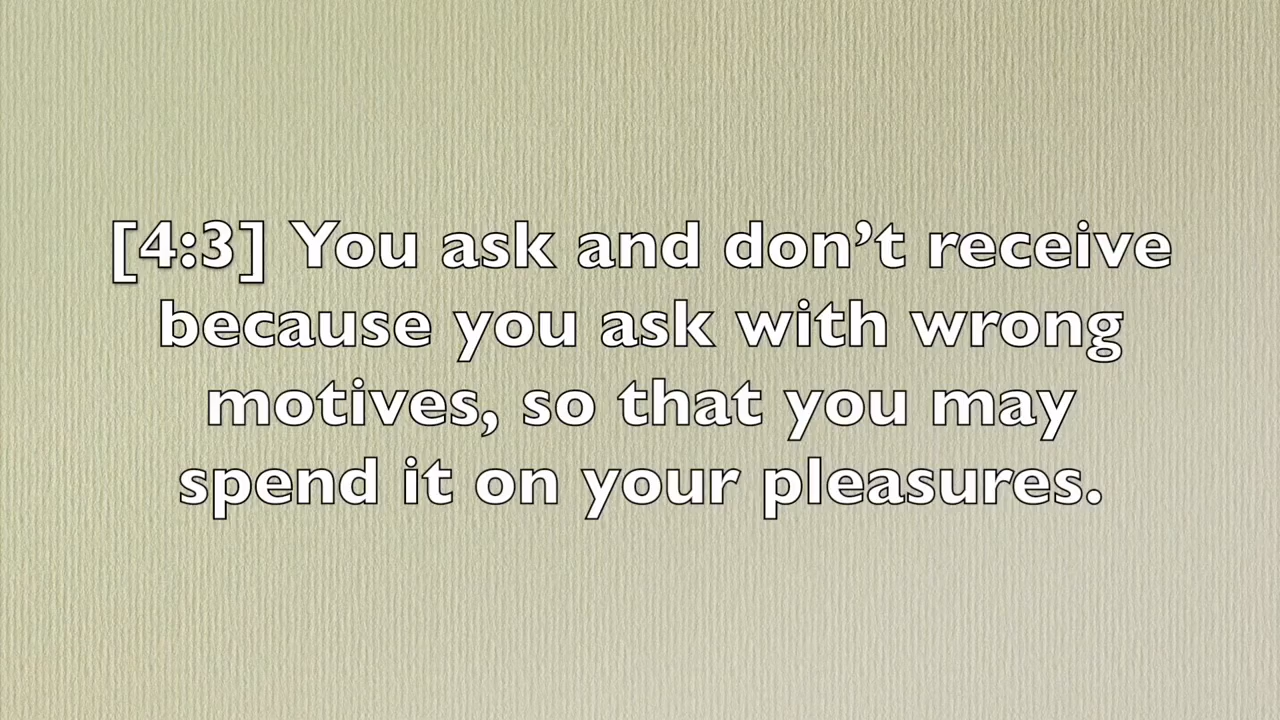 [4:3] You ask and don’t receive
because you ask with wrong
motives, so that you may
spend it on your pleasures.